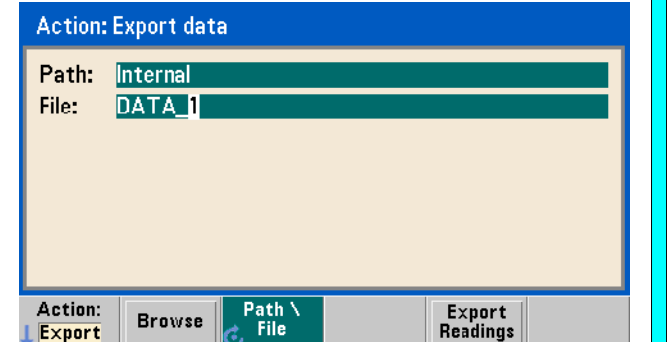 Action: Export data
Path: Internal
File: DATA_1
Action:
Export
Browse
Path \
File
Export
Readings